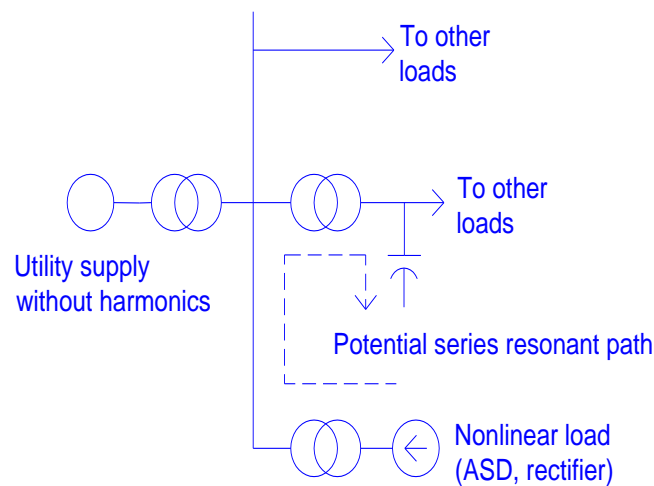 To other
loads
To other
loads
Utility supply
without harmonics
Potential series resonant path
Nonlinear load
(ASD, rectifier)